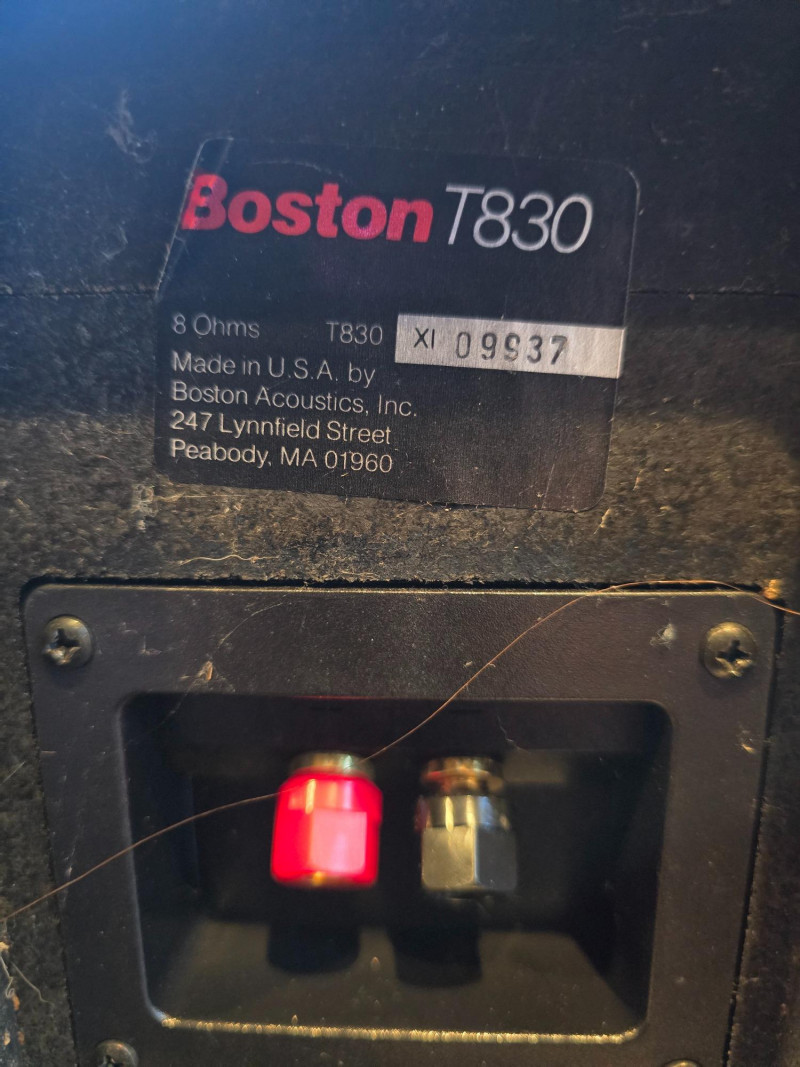 Boston T830
8 Ohms T830 XI 09937
Made in U.S.A. by
Boston Acoustics, Inc.
247 Lynnfield Street
Peabody, MA 01960